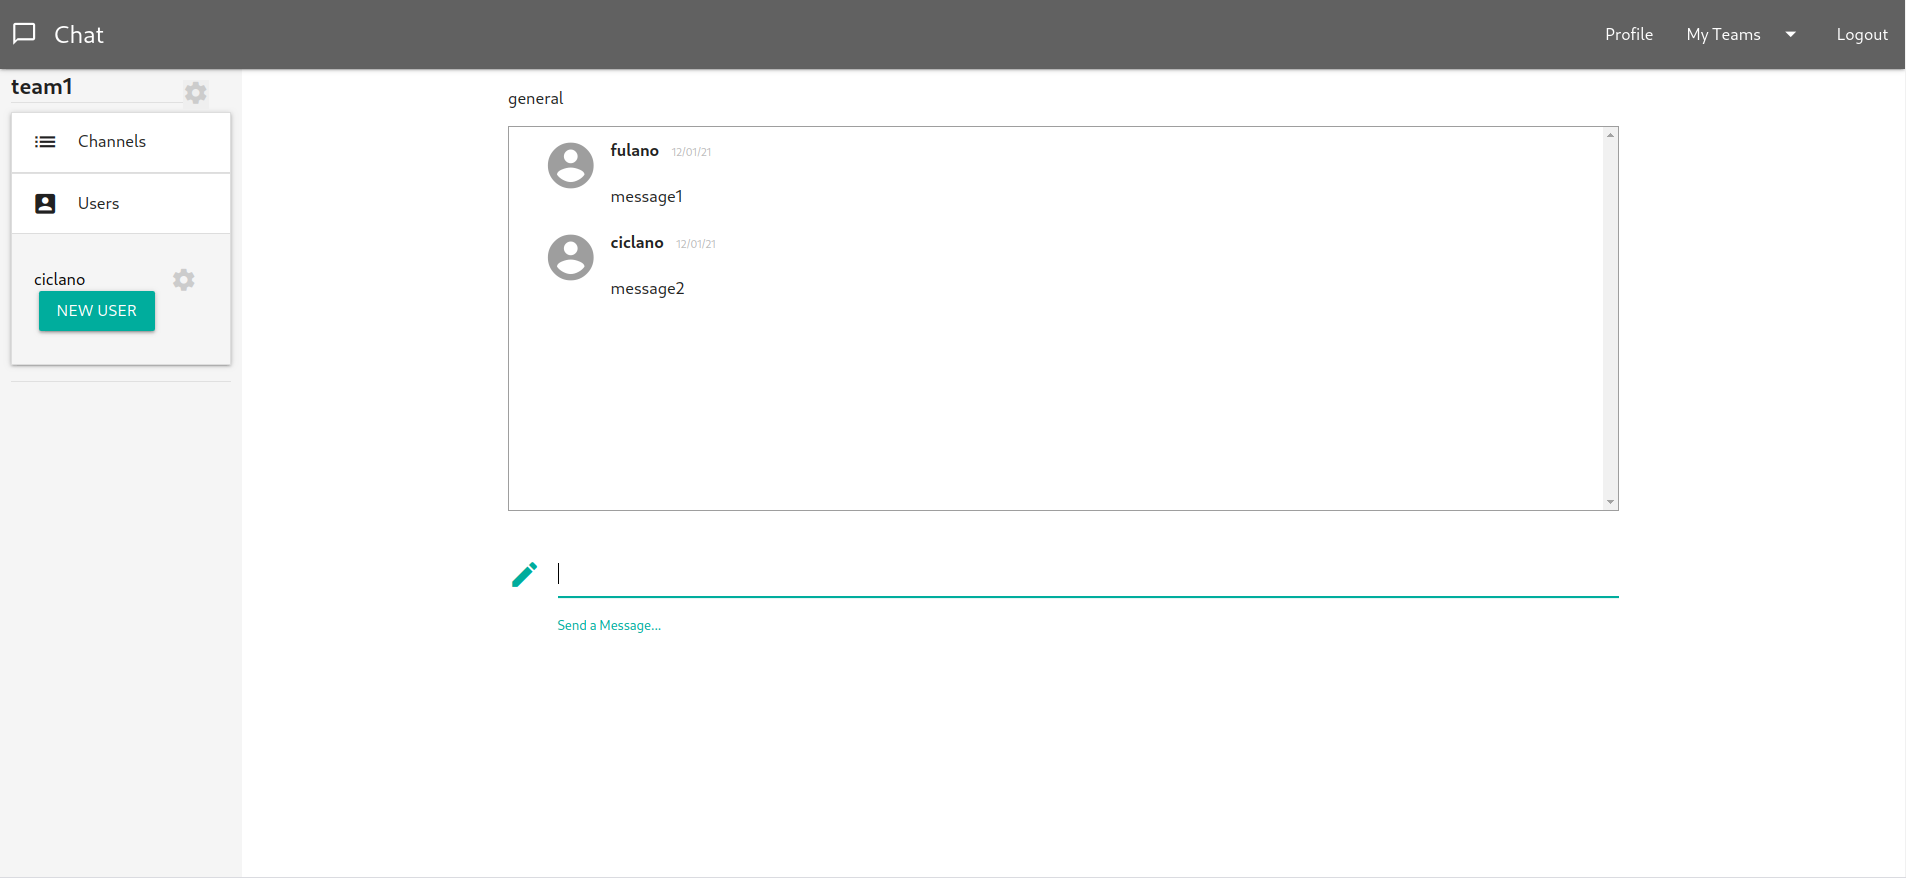 Chat Profile My Teams Logout
team1
Channels
Users
ciclano
NEW USER
general
fulano 12/01/21
message1
ciclano 12/01/21
message2
Send a Message...